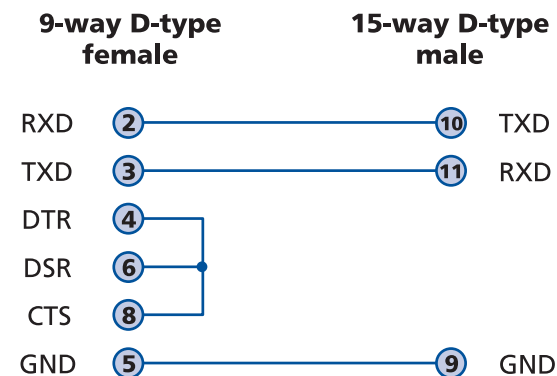 9-way D-type female
15-way D-type male
RXD 2 10 TXD
TXD 3 11 RXD
DTR 4
DSR 6
CTS 8
GND 5 9 GND